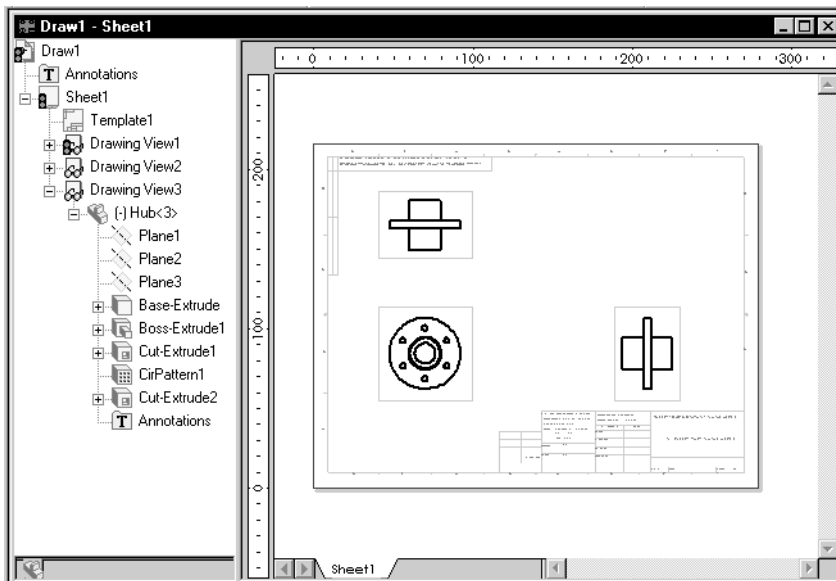 Draw1 - Sheet1
Draw1
T Annotations
Sheet1
Template1
Drawing View1
Drawing View2
Drawing View3
(-) Hub<3>
Plane1
Plane2
Plane3
Base-Extrude
Boss-Extrude1
Cut-Extrude1
CirPattern1
Cut-Extrude2
T Annotations
0 100 200 300
200
100
0
Sheet1